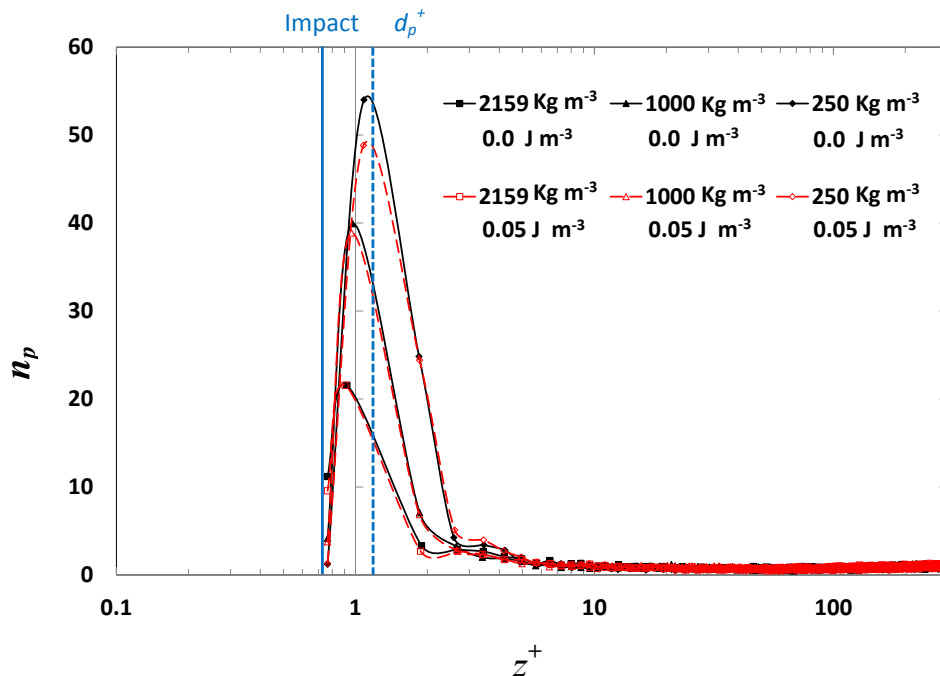 Impact dₚ⁺
60
50
40
30
20
10
0
nₚ
2159 Kg m⁻³ 1000 Kg m⁻³ 250 Kg m⁻³
0.0 J m⁻³ 0.0 J m⁻³ 0.0 J m⁻³
2159 Kg m⁻³ 1000 Kg m⁻³ 250 Kg m⁻³
0.05 J m⁻³ 0.05 J m⁻³ 0.05 J m⁻³
0.1 1 10 100
z⁺